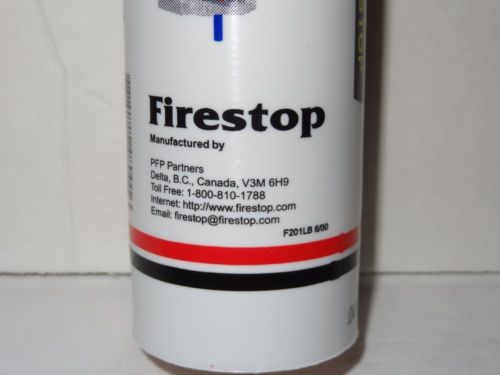 Firestop
Manufactured by
PFP Partners
Delta, B.C., Canada, V3M 6H9
Toll Free: 1-800-810-1788
Internet: http://www.firestop.com
Email: firestop@firestop.com
F201LB 6/00
STOP